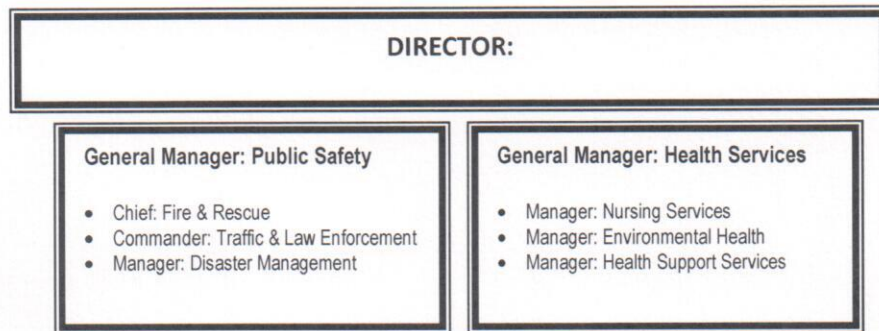 DIRECTOR:
General Manager: Public Safety
• Chief: Fire & Rescue
• Commander: Traffic & Law Enforcement
• Manager: Disaster Management
General Manager: Health Services
• Manager: Nursing Services
• Manager: Environmental Health
• Manager: Health Support Services